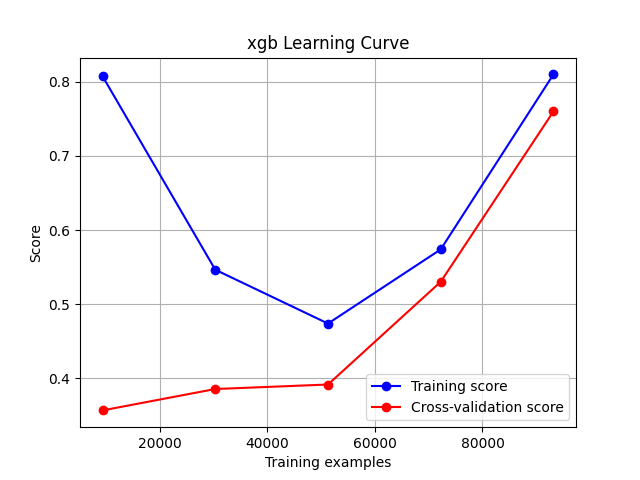 xgb Learning Curve
0.8
0.7
0.6
0.5
0.4
Score
Training score
Cross-validation score
20000 40000 60000 80000
Training examples